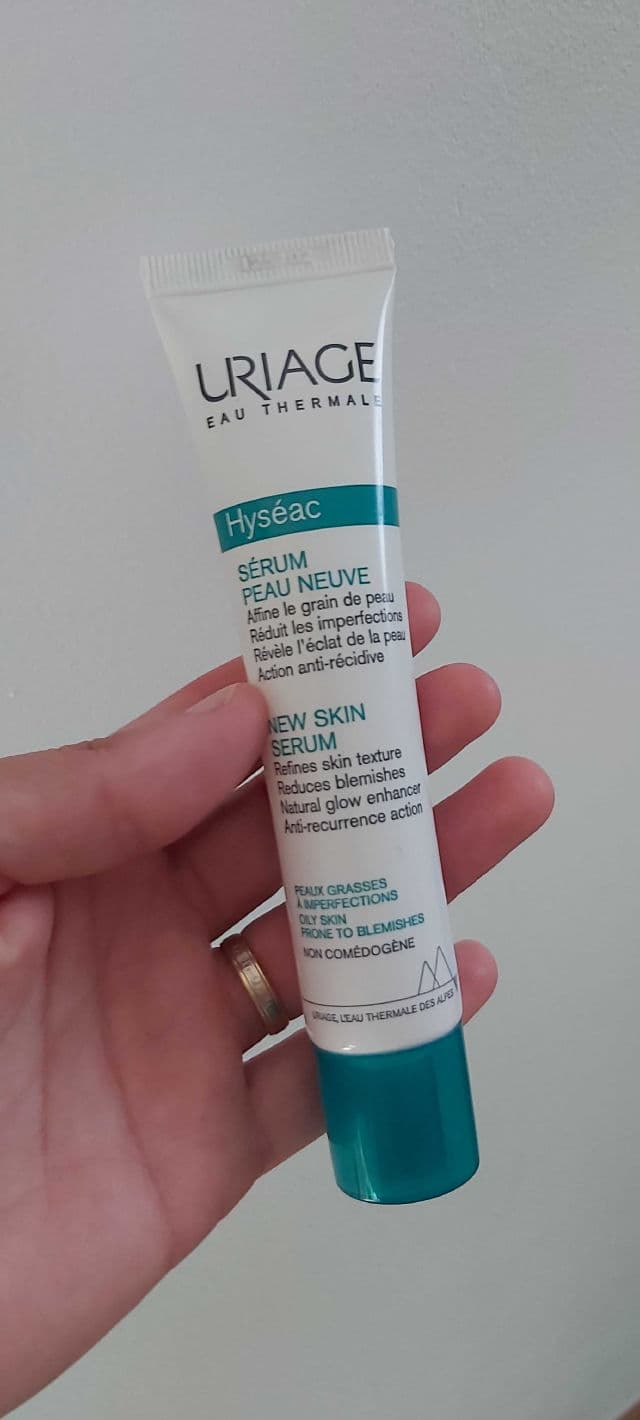 URIAGE
EAU THERMALE
Hyséac
SÉRUM
PEAU NEUVE
Affine le grain de peau
Réduit les imperfections
Révèle l'éclat de la peau
Action anti-récidive
NEW SKIN
SERUM
Refines skin texture
Reduces blemishes
Natural glow enhancer
Anti-recurrence action
PEAUX GRASSES
À IMPERFECTIONS
OILY SKIN
PRONE TO BLEMISHES
NON COMÉDOGÈNE
URIAGE, L'EAU THERMALE DES ALPES